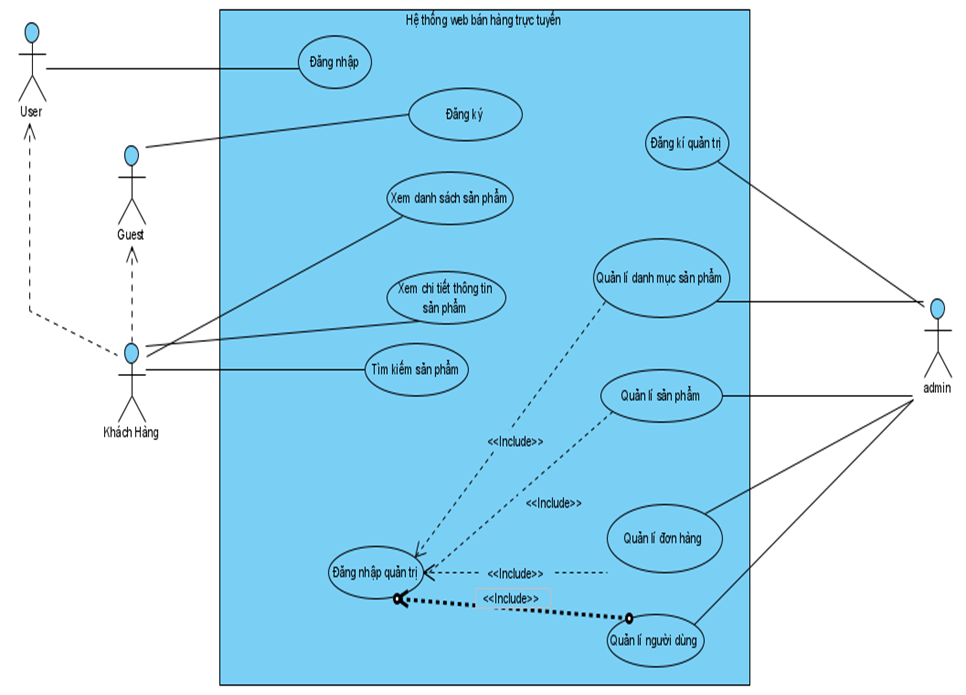 Hệ thống web bán hàng trực tuyến
Đăng nhập
User
Đăng ký
Đăng kí quản trị
Xem danh sách sản phẩm
Guest
Quản lí danh mục sản phẩm
Xem chi tiết thông tin
sản phẩm
Tìm kiếm sản phẩm
admin
Quản lí sản phẩm
Khách Hàng
<<Include>>
<<Include>>
Quản lí đơn hàng
Đăng nhập quản trị
<<Include>>
<<Include>>
Quản lí người dùng